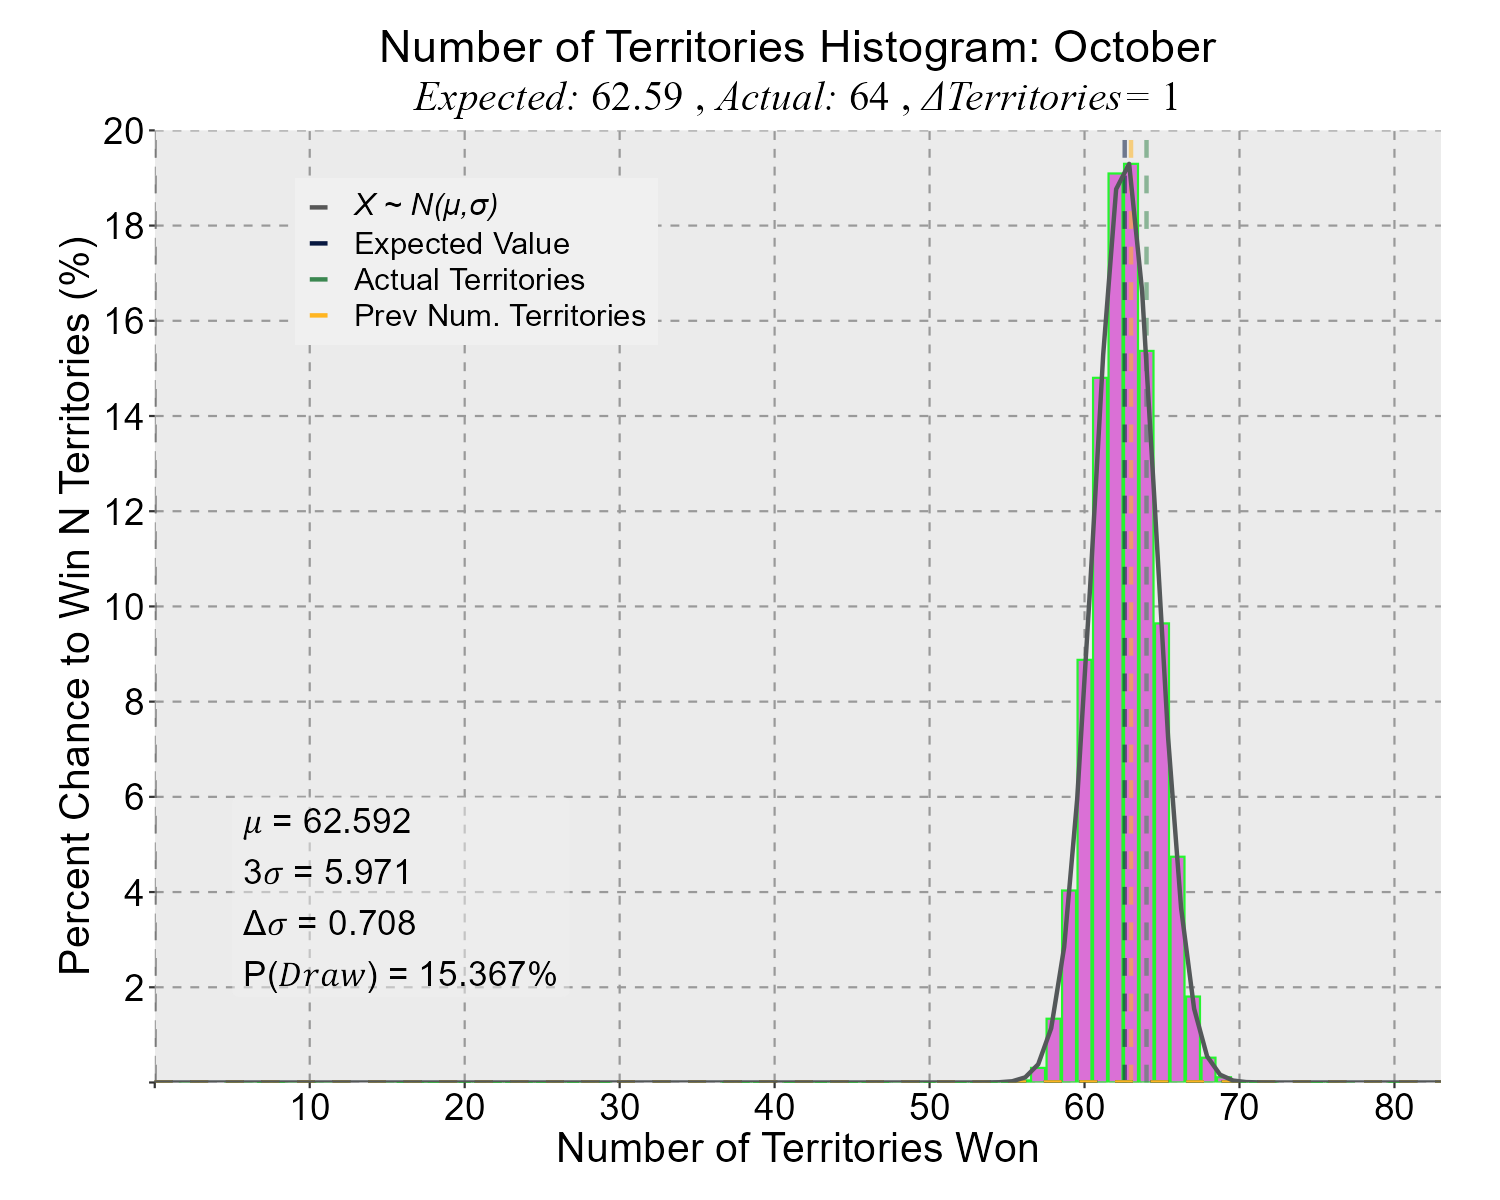 Number of Territories Histogram: October
Expected: 62.59 , Actual: 64 , ΔTerritories= 1
Percent Chance to Win N Territories (%)
20
18
16
14
12
10
8
6
4
2
X ~ N(μ,σ)
Expected Value
Actual Territories
Prev Num. Territories
μ = 62.592
3σ = 5.971
Δσ = 0.708
P(Draw) = 15.367%
10 20 30 40 50 60 70 80
Number of Territories Won